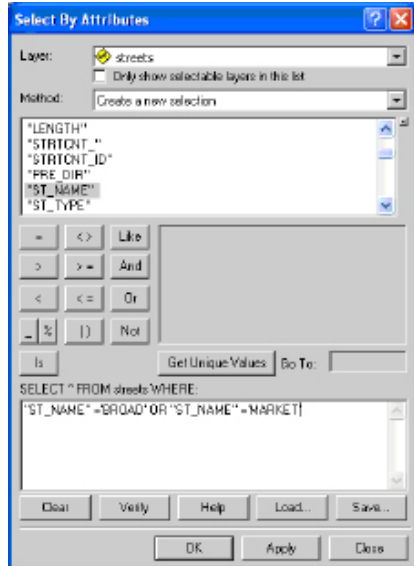 Select By Attributes
Layer: streets
Only show selectable layers in this list
Method: Create a new selection
"LENGTH"
"STRTCNT_"
"STRTCNT_ID"
"PRE_DIR"
"ST_NAME"
"ST_TYPE"
= <> Like
> >= And
< <= Or
_ % () Not
Is Get Unique Values Go To:
SELECT * FROM streets WHERE:
"ST_NAME" ='BROAD' OR "ST_NAME" ='MARKET'
Clear Verify Help Load... Save...
OK Apply Close